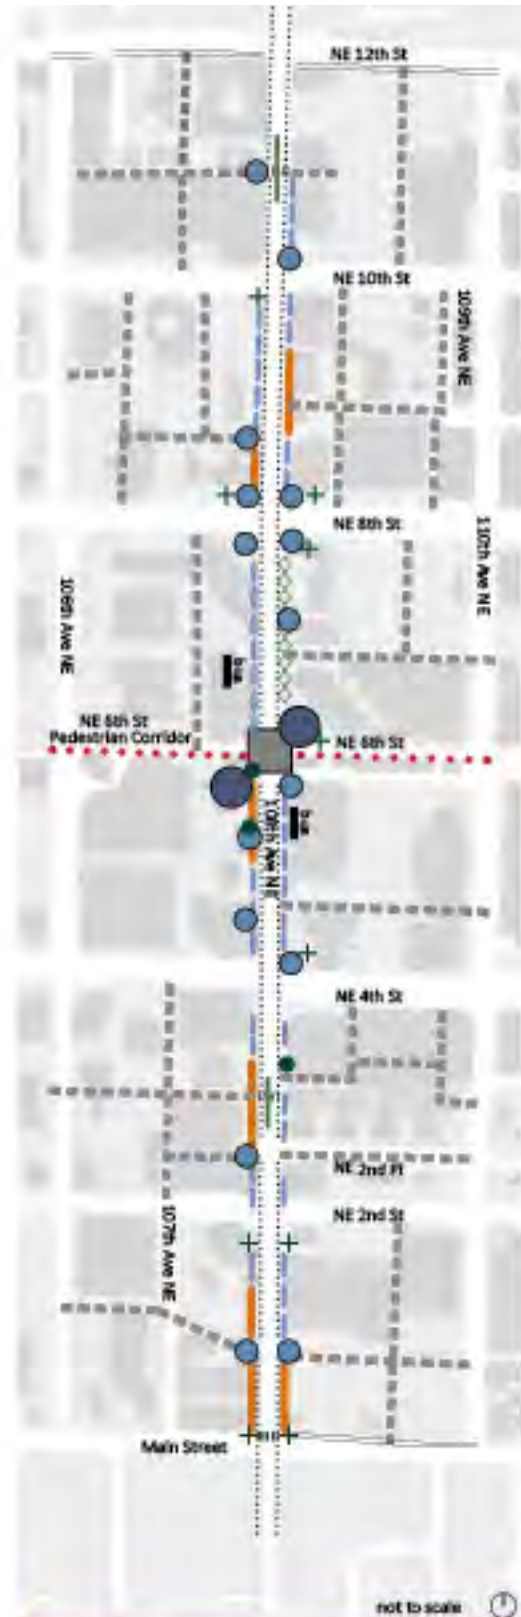 NE 12th St
NE 10th St
109th Ave NE
NE 8th St
110th Ave NE
106th Ave NE
bus
NE 6th St
Pedestrian Corridor
NE 6th St
bus
108th Ave NE
NE 4th St
NE 2nd Pl
NE 2nd St
107th Ave NE
Main Street
not to scale